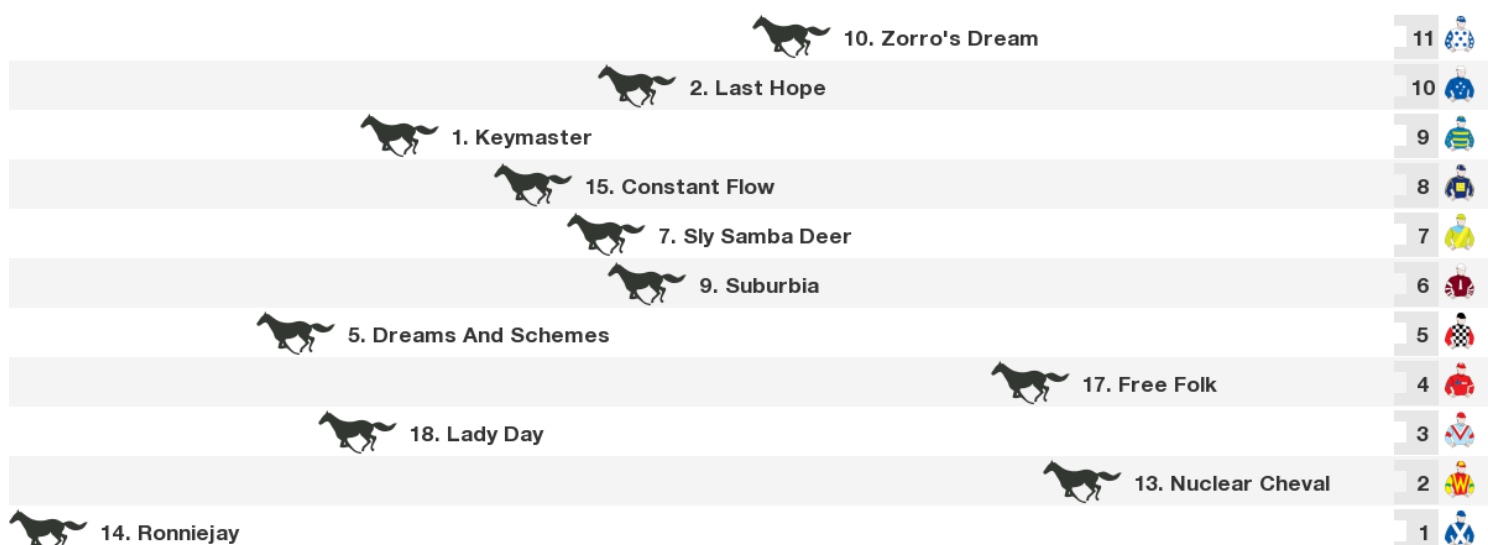 10. Zorro's Dream 11
2. Last Hope 10
1. Keymaster 9
15. Constant Flow 8
7. Sly Samba Deer 7
9. Suburbia 6
5. Dreams And Schemes 5
17. Free Folk 4
18. Lady Day 3
13. Nuclear Cheval 2
14. Ronniejay 1